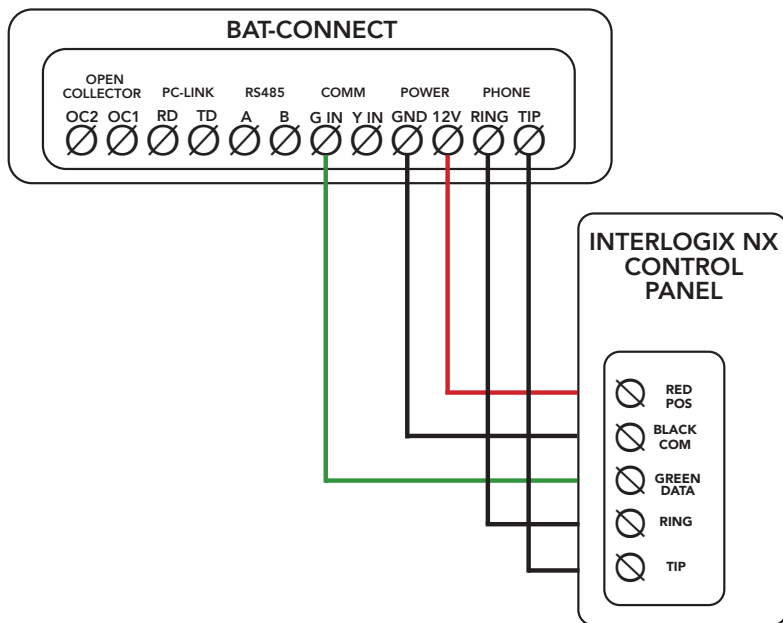 BAT-CONNECT
OPEN
COLLECTOR PC-LINK RS485 COMM POWER PHONE
OC2 OC1 RD TD A B G IN Y IN GND 12V RING TIP
INTERLOGIX NX
CONTROL
PANEL
RED
POS
BLACK
COM
GREEN
DATA
RING
TIP